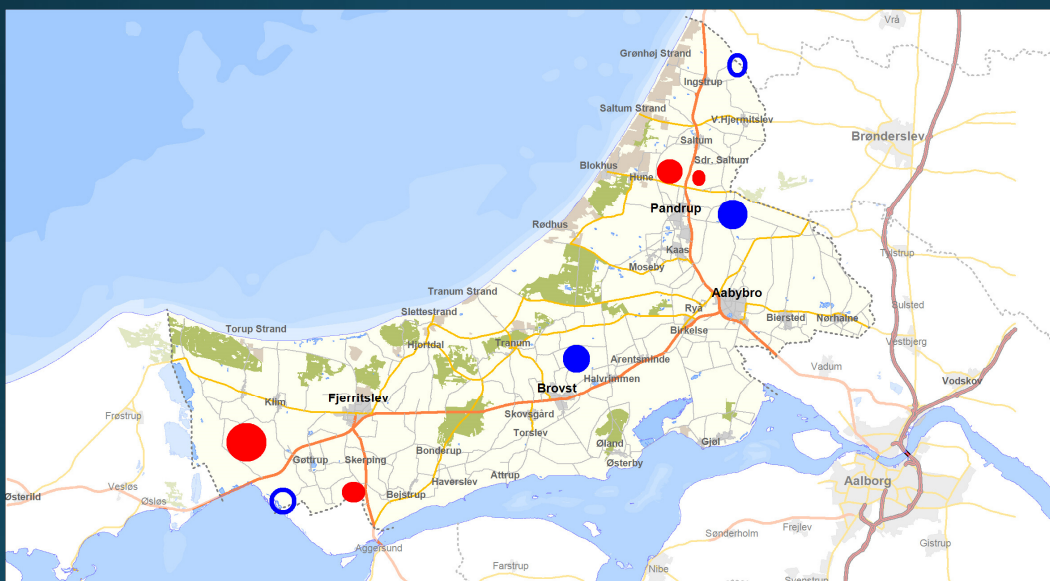 Vrå
Grønhøj Strand
Ingstrup
Saltum Strand
V.Hjermitslev
Brønderslev
Saltum
Sdr. Saltum
Blokhus
Hune
Pandrup
Rødhus
Kaas
Tylstrup
Moseby
Tranum Strand
Aabybro
Sulsted
Slettestrand
Rya
Biersted
Nørhalne
Torup Strand
Birkelse
Hjortdal
Tranum
Vestbjerg
Arentsminde
Vadum
Halvrimmen
Vodskov
Brovst
Fjerritslev
Klim
Frøstrup
Skovsgård
Torslev
Øland
Gjøl
Bonderup
Gøttrup
Skerping
Østerby
Attrup
Haverslev
Aalborg
Vesløs
Østerild
Øsløs
Bejstrup
Sønderholm
Frejlev
Gistrup
Aggersund
Farstrup
Nibe
Svenstrup